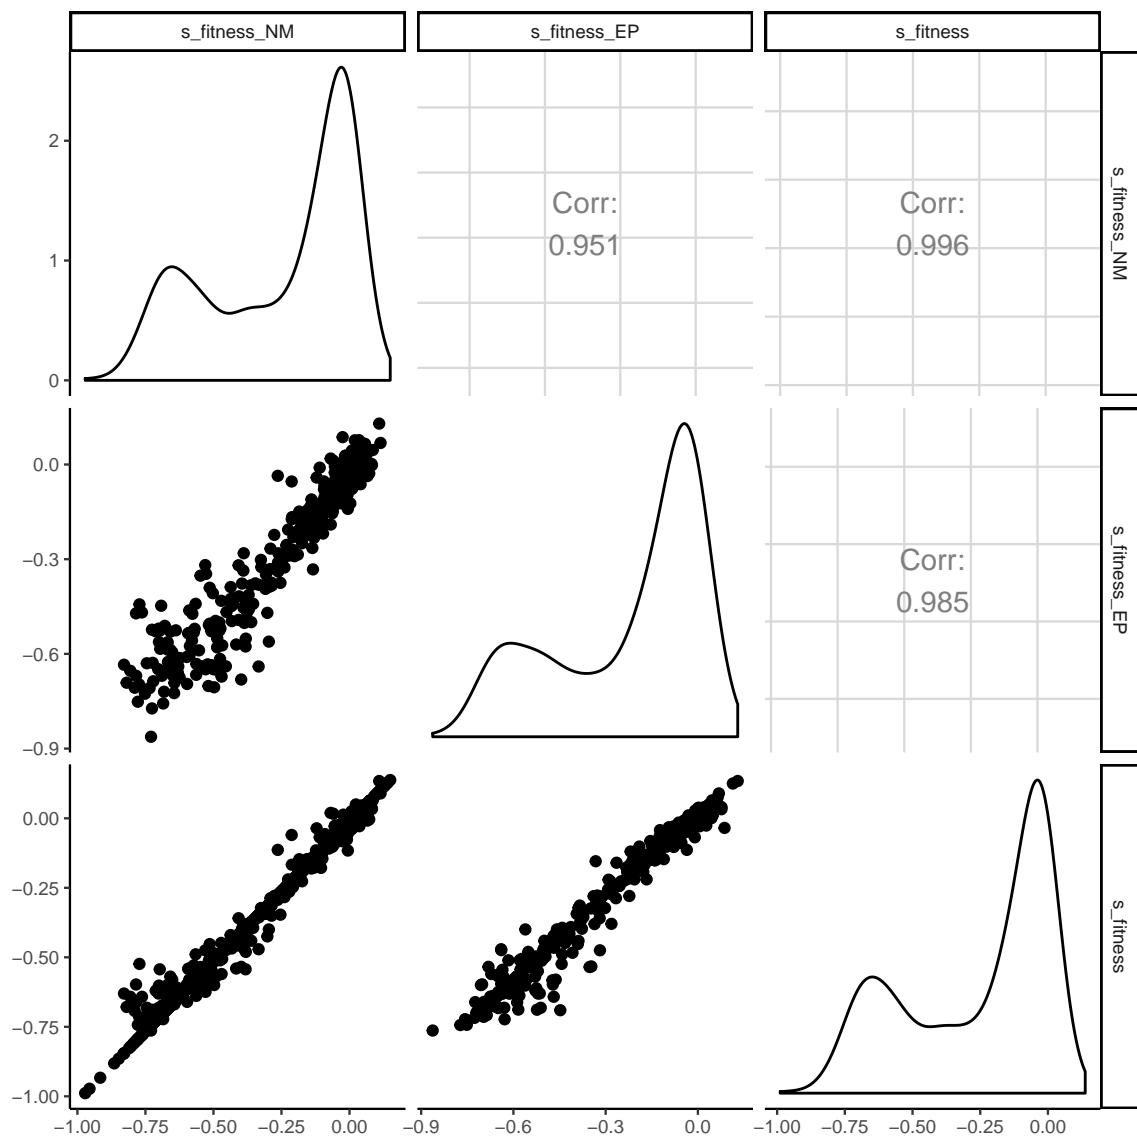 s_fitness_NM
s_fitness_EP
s_fitness
2
1
0
Corr:
0.951
Corr:
0.996
s_fitness_NM
0.0
−0.3
−0.6
−0.9
Corr:
0.985
s_fitness_EP
0.00
−0.25
−0.50
−0.75
−1.00
s_fitness
−1.00 −0.75 −0.50 −0.25 0.00
−0.9 −0.6 −0.3 0.0
−1.00 −0.75 −0.50 −0.25 0.00